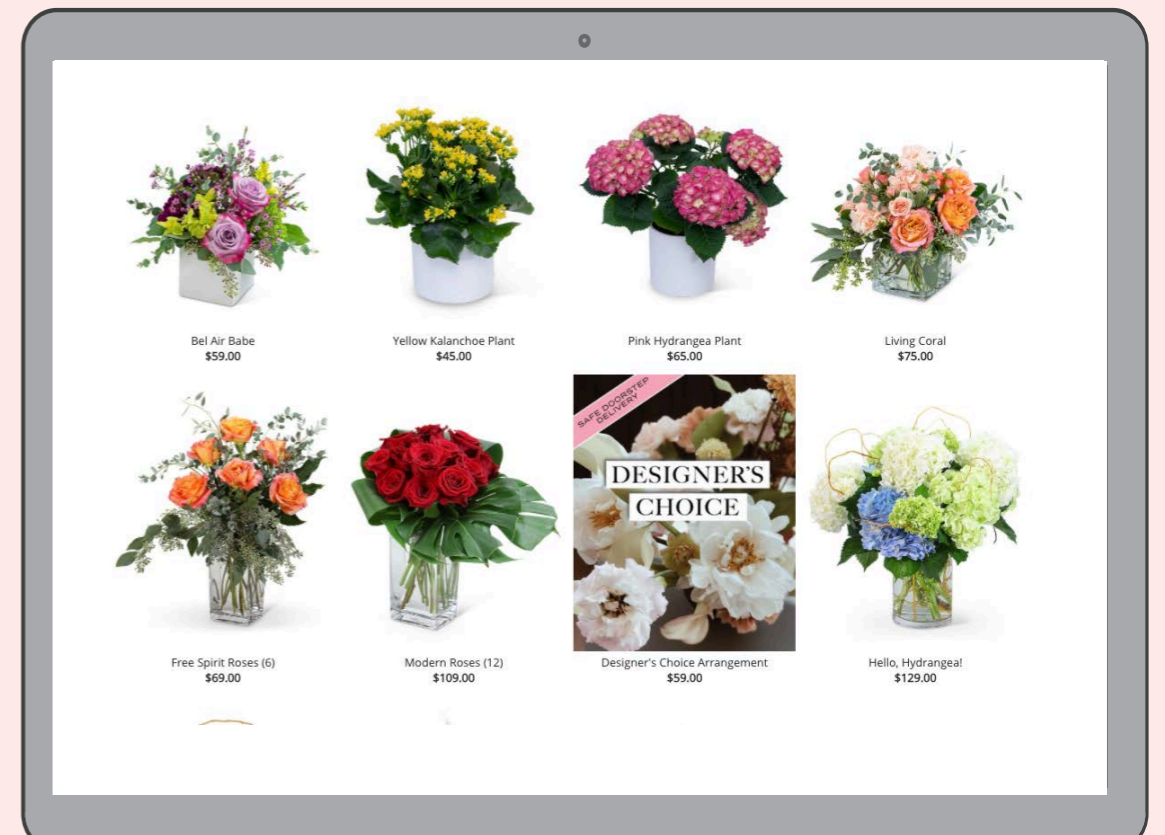 Bel Air Babe
$59.00
Yellow Kalanchoe Plant
$45.00
Pink Hydrangea Plant
$65.00
Living Coral
$75.00
SAFE DOORSTEP
DELIVERY
DESIGNER'S
CHOICE
Free Spirit Roses (6)
$69.00
Modern Roses (12)
$109.00
Designer's Choice Arrangement
$59.00
Hello, Hydrangea!
$129.00